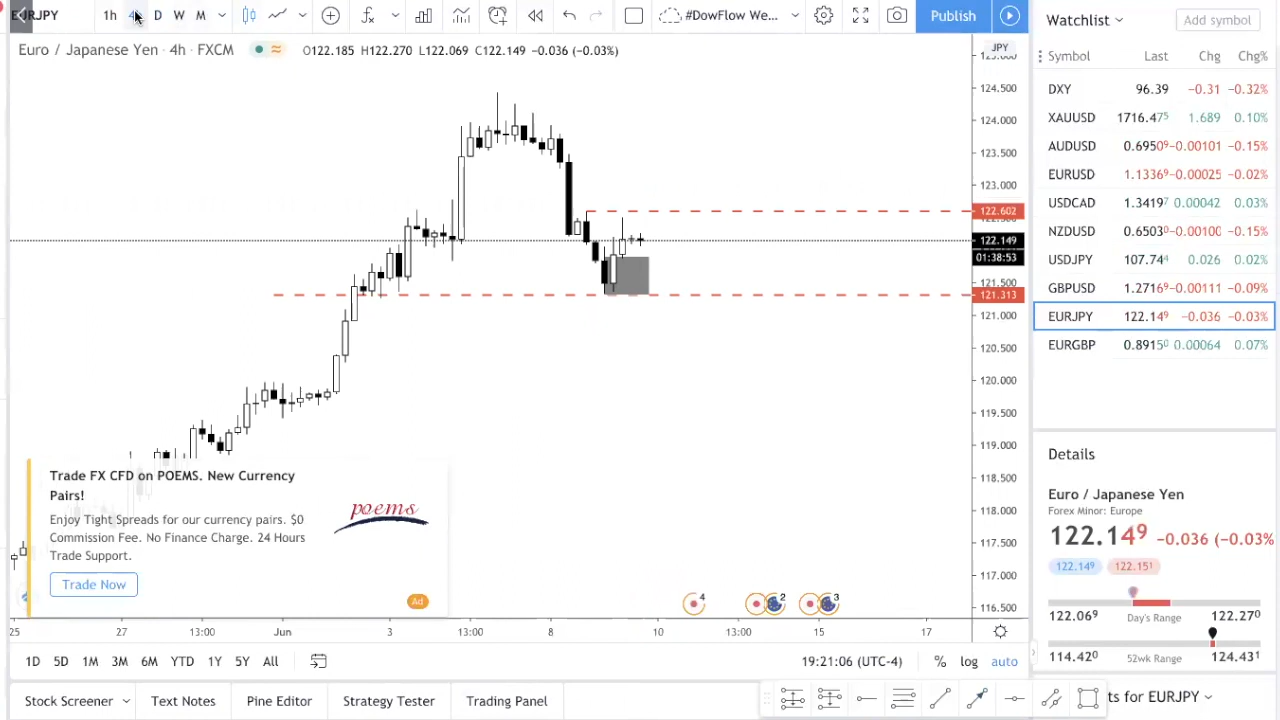 EURJPY 1h 4h D W M #DowFlow We... Publish
Euro / Japanese Yen · 4h · FXCM O122.185 H122.270 L122.069 C122.149 −0.036 (−0.03%)
JPY
125.000
124.500
124.000
123.500
123.000
122.602
122.149
01:38:53
121.500
121.313
121.000
120.500
120.000
119.500
119.000
118.500
118.000
117.500
117.000
116.500
Trade FX CFD on POEMS. New Currency
Pairs!
Enjoy Tight Spreads for our currency pairs. $0
Commission Fee. No Finance Charge. 24 Hours
Trade Support.
poems
Trade Now
Ad
4 2 3
25 27 13:00 Jun 3 13:00 8 10 13:00 15 17
1D 5D 1M 3M 6M YTD 1Y 5Y All 19:21:06 (UTC-4) % log auto
Stock Screener Text Notes Pine Editor Strategy Tester Trading Panel
Watchlist Add symbol
Symbol Last Chg Chg%
DXY 96.39 −0.31 −0.32%
XAUUSD 1716.475 1.689 0.10%
AUDUSD 0.69509 −0.00101 −0.15%
EURUSD 1.13369 −0.00025 −0.02%
USDCAD 1.34197 0.00042 0.03%
NZDUSD 0.65030 −0.00100 −0.15%
USDJPY 107.744 0.026 0.02%
GBPUSD 1.27169 −0.00111 −0.09%
EURJPY 122.149 −0.036 −0.03%
EURGBP 0.89150 0.00064 0.07%
Details
Euro / Japanese Yen
Forex Minor: Europe
122.149 −0.036 (−0.03%
122.149 122.151
122.069 Day's Range 122.270
114.420 52wk Range 124.431
ts for EURJPY